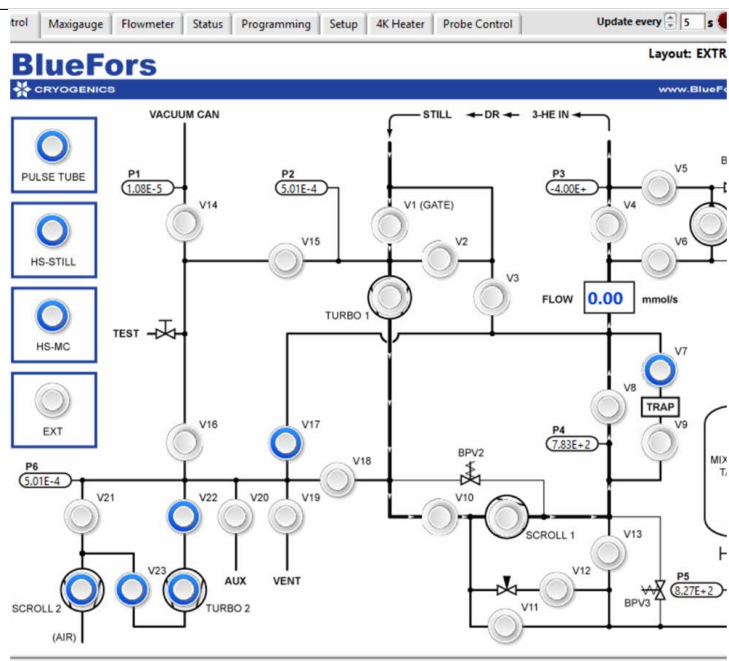 trol Maxigauge Flowmeter Status Programming Setup 4K Heater Probe Control Update every 5 s
Layout: EXTR
BlueFors
CRYOGENICS www.BlueFo
VACUUM CAN STILL DR 3-HE IN
PULSE TUBE
HS-STILL
HS-MC
EXT
P1
1.08E-5
P2
5.01E-4
P3
-4.00E+
V5
B
V14
V1 (GATE)
V4
V15
V2
V6
V3
TURBO 1
FLOW 0.00 mmol/s
TEST
V7
V8
TRAP
V16
V17
P4
7.83E+2
V9
BPV2
V18
MIX
TA
P6
5.01E-4
V21
V22
V20
V19
V10
SCROLL 1
V13
V23
V12
AUX
VENT
P5
8.27E+2
SCROLL 2
TURBO 2
V11
BPV3
(AIR)